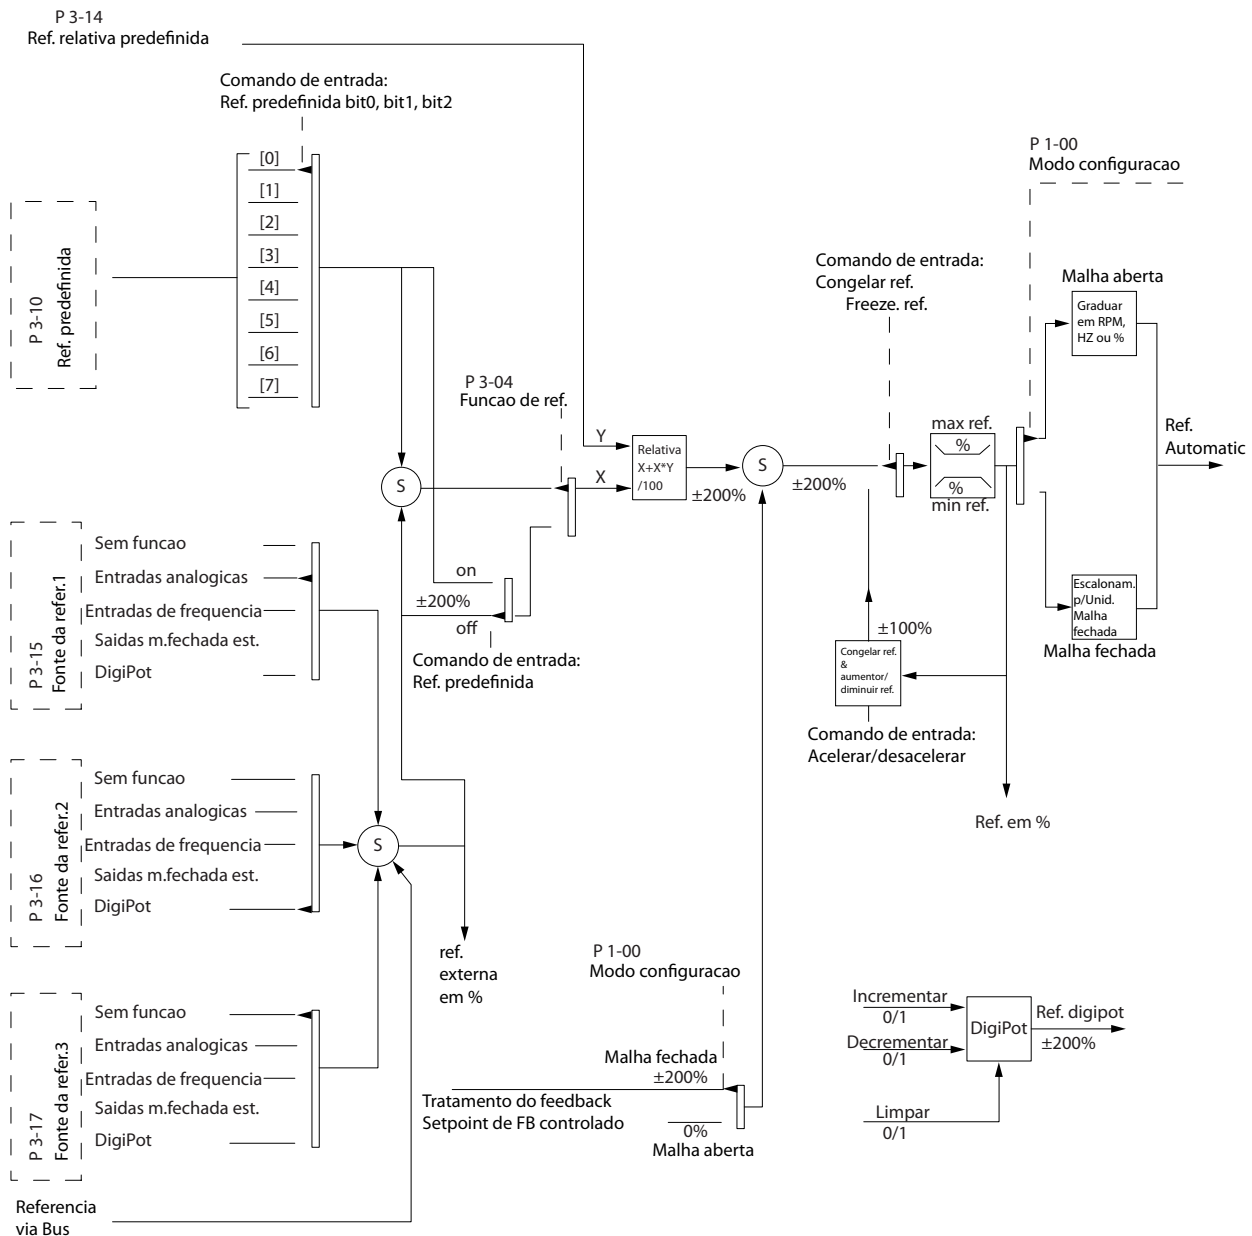 P 3-14
Ref. relativa predefinida
Comando de entrada:
Ref. predefinida bit0, bit1, bit2
[0]
[1]
[2]
[3]
[4]
[5]
[6]
[7]
P 3-10
Ref. predefinida
P 1-00
Modo configuracao
Comando de entrada:
Congelar ref.
Freeze. ref.
Malha aberta
Graduar
em RPM,
HZ ou %
P 3-04
Funcao de ref.
Y
X
Relativa
X+X*Y
/100
±200%
S
S
±200%
max ref.
%
%
min ref.
Ref.
Automatic
on
±200%
off
Comando de entrada:
Ref. predefinida
P 3-15
Fonte da refer.1
Sem funcao
Entradas analogicas
Entradas de frequencia
Saidas m.fechada est.
DigiPot
±100%
Congelar ref.
&
aumentor/
diminuir ref.
Comando de entrada:
Acelerar/desacelerar
Escalonam.
p/Unid.
Malha
fechada
Malha fechada
Ref. em %
P 3-16
Fonte da refer.2
Sem funcao
Entradas analogicas
Entradas de frequencia
Saidas m.fechada est.
DigiPot
S
ref.
externa
em %
P 3-17
Fonte da refer.3
Sem funcao
Entradas analogicas
Entradas de frequencia
Saidas m.fechada est.
DigiPot
Referencia
via Bus
P 1-00
Modo configuracao
Malha fechada
±200%
Tratamento do feedback
Setpoint de FB controlado
0%
Malha aberta
Incrementar
0/1
Decrementar
0/1
Limpar
0/1
DigiPot
Ref. digipot
±200%